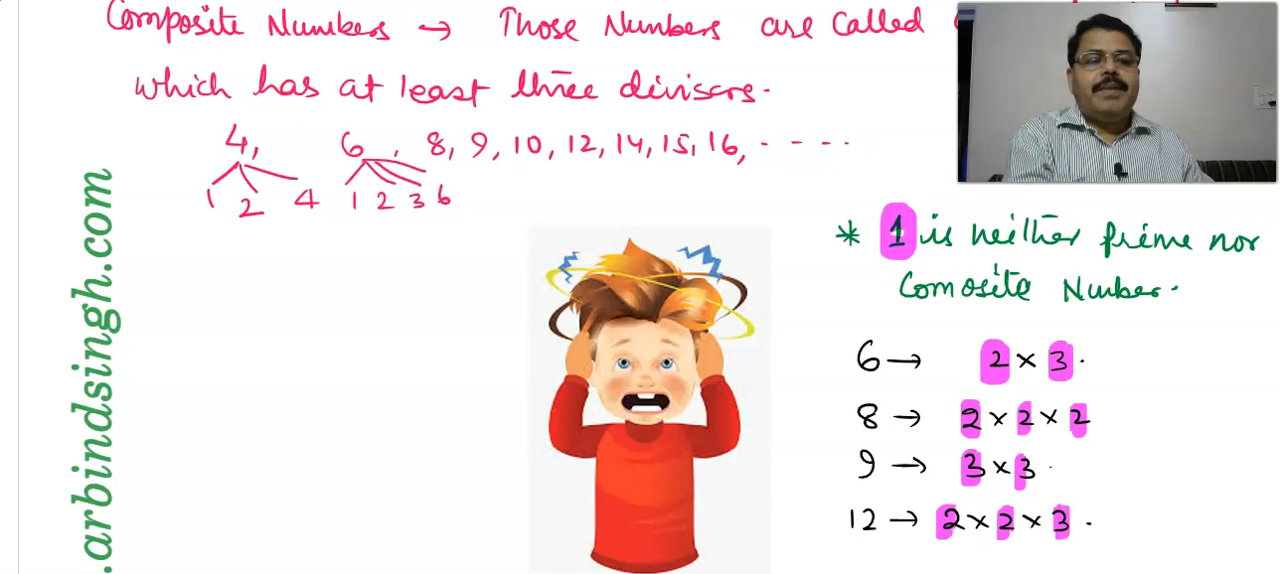 Composite Numbers → Those Numbers are called
which has at least three divisors.
4, 6, 8, 9, 10, 12, 14, 15, 16, - - - -
1 2 4 1 2 3 6
* 1 is neither prime nor
Comosite Number.
6 → 2 × 3.
8 → 2 × 2 × 2
9 → 3 × 3.
12 → 2 × 2 × 3.
.arbindsingh.com